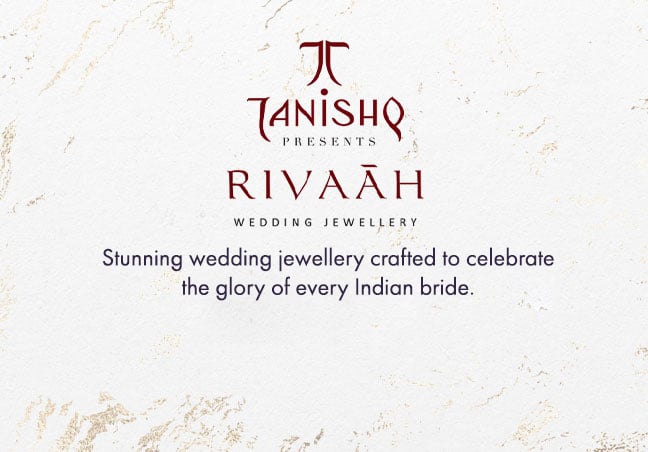 TANISHQ
PRESENTS
RIVAĀH
WEDDING JEWELLERY
Stunning wedding jewellery crafted to celebrate
the glory of every Indian bride.